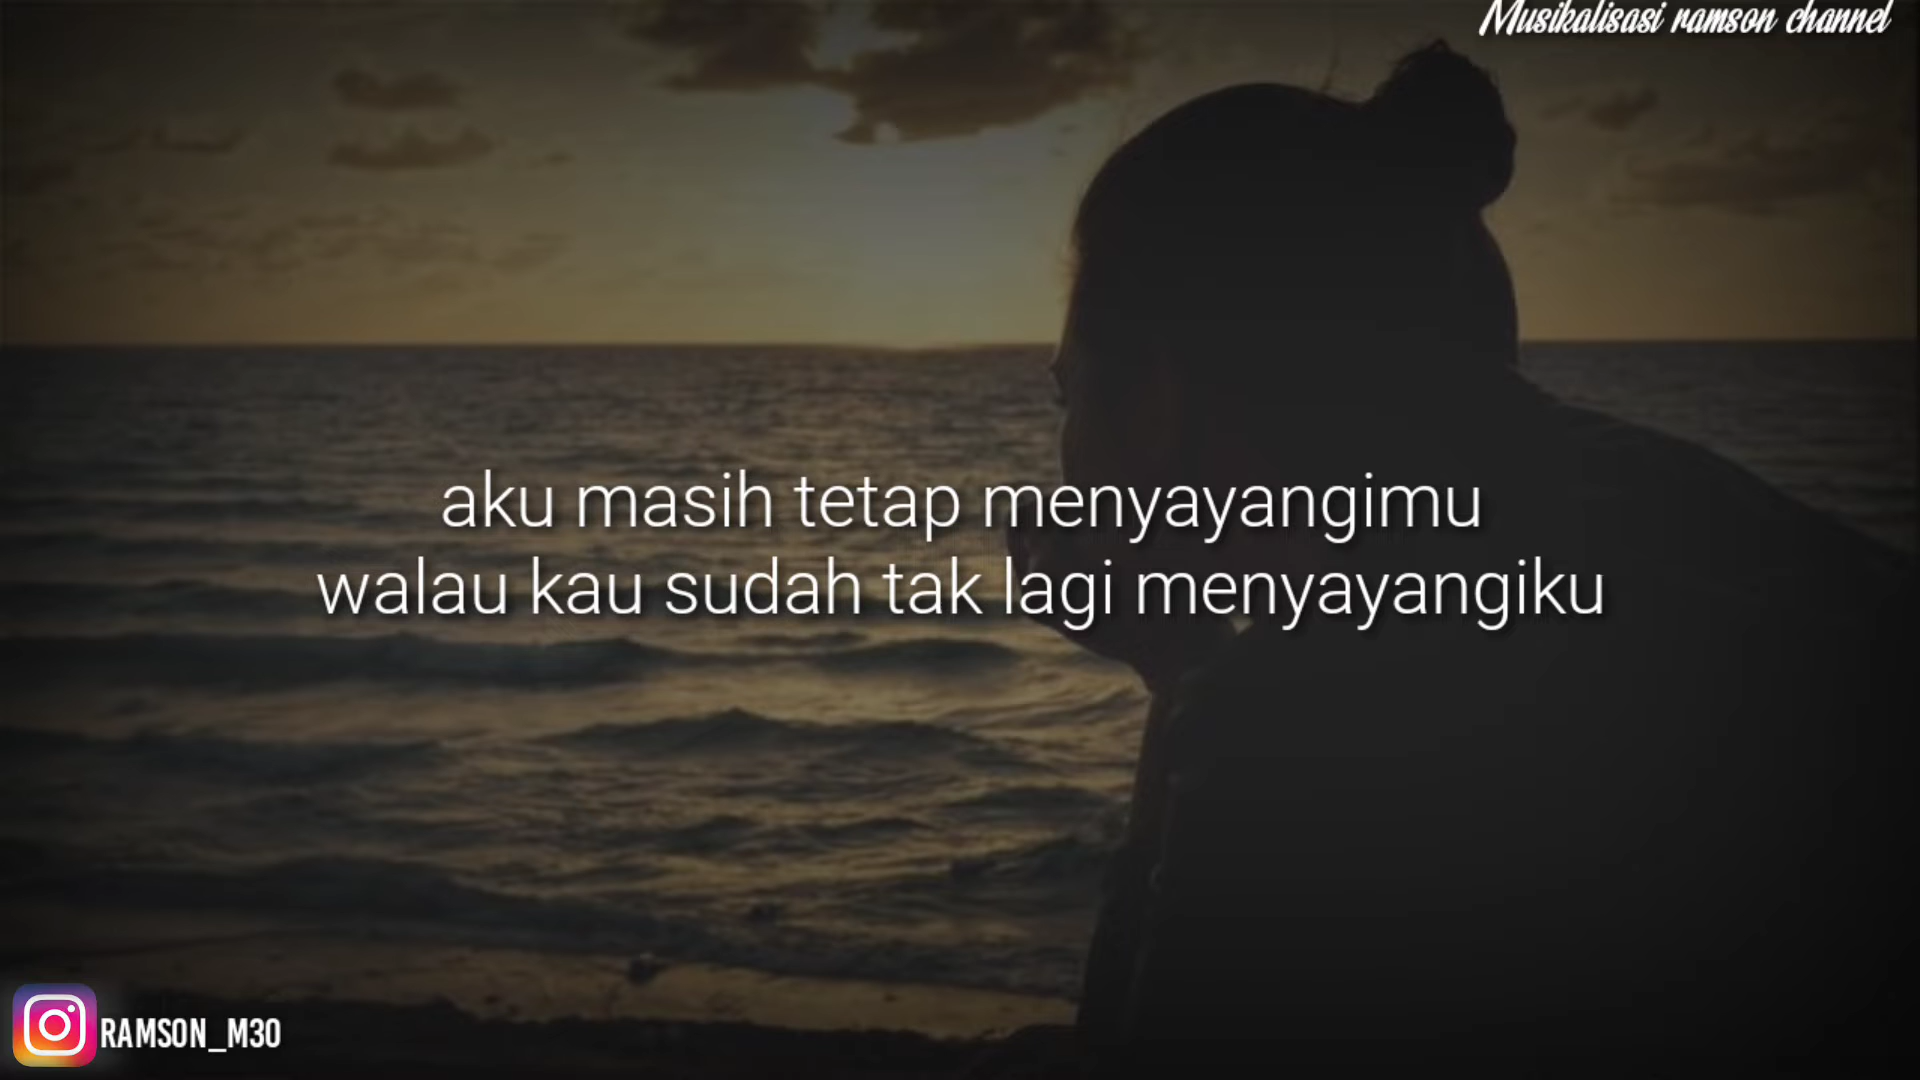 Musikalisasi ramson channel
aku masih tetap menyayangimu
walau kau sudah tak lagi menyayangiku
RAMSON_M30